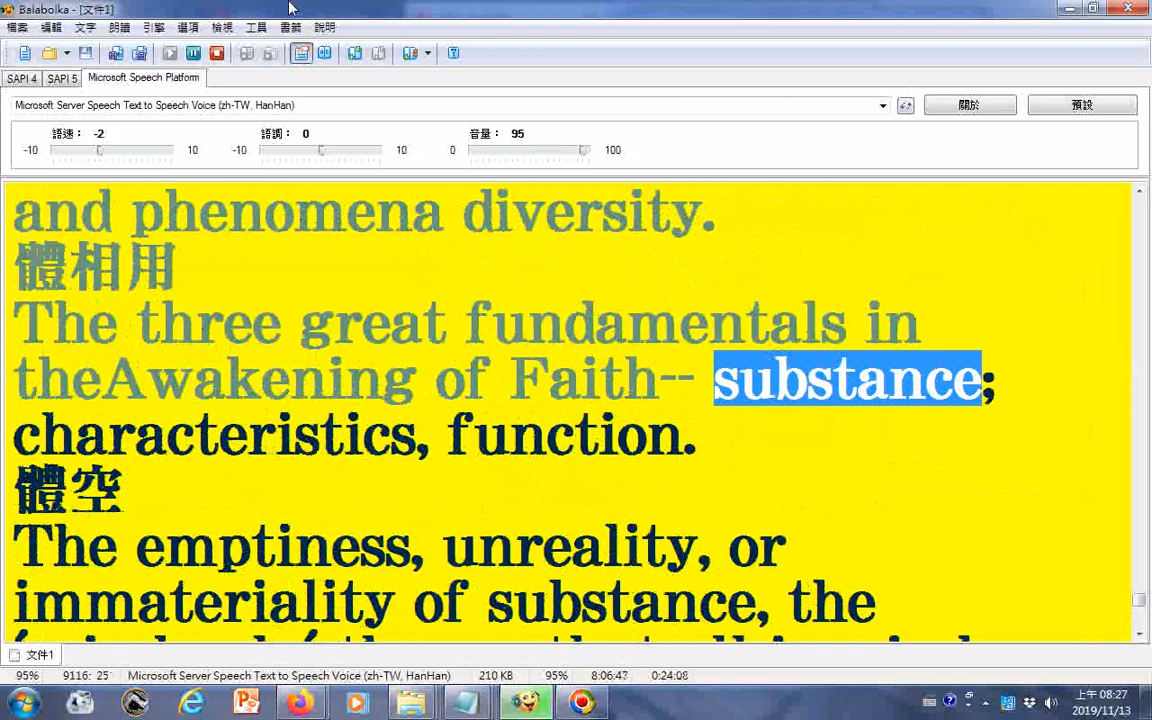 Balabolka - [文件1]
檔案 編輯 文字 朗讀 引擎 選項 檢視 工具 書籤 說明
SAPI 4 SAPI 5 Microsoft Speech Platform
Microsoft Server Speech Text to Speech Voice (zh-TW, HanHan) 關於 預設
語速: -2 語調: 0 音量: 95
-10 10 -10 10 0 100
and phenomena diversity.
體相用
The three great fundamentals in
theAwakening of Faith-- substance;
characteristics, function.
體空
The emptiness, unreality, or
immateriality of substance, the
文件1
95% 9116: 25 Microsoft Server Speech Text to Speech Voice (zh-TW, HanHan) 210 KB 95% 8:06:47 0:24:08
上午 08:27
2019/11/13